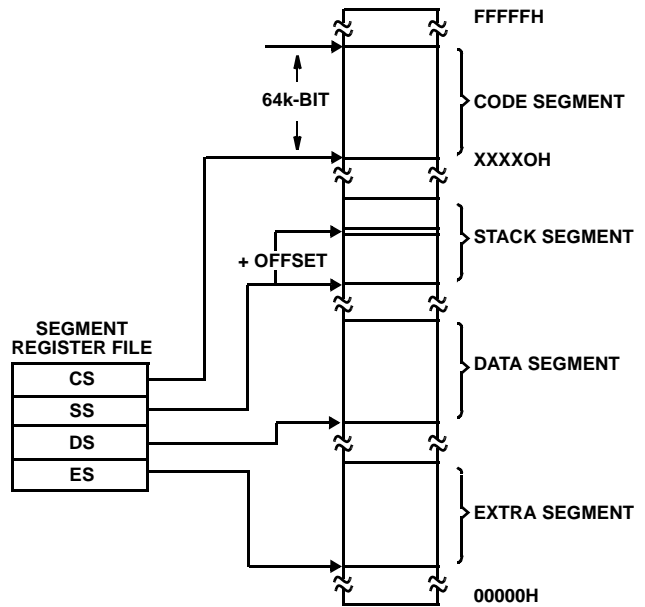 FFFFFH
64k-BIT
CODE SEGMENT
XXXXOH
STACK SEGMENT
+ OFFSET
SEGMENT
REGISTER FILE
CS
SS
DS
ES
DATA SEGMENT
EXTRA SEGMENT
00000H